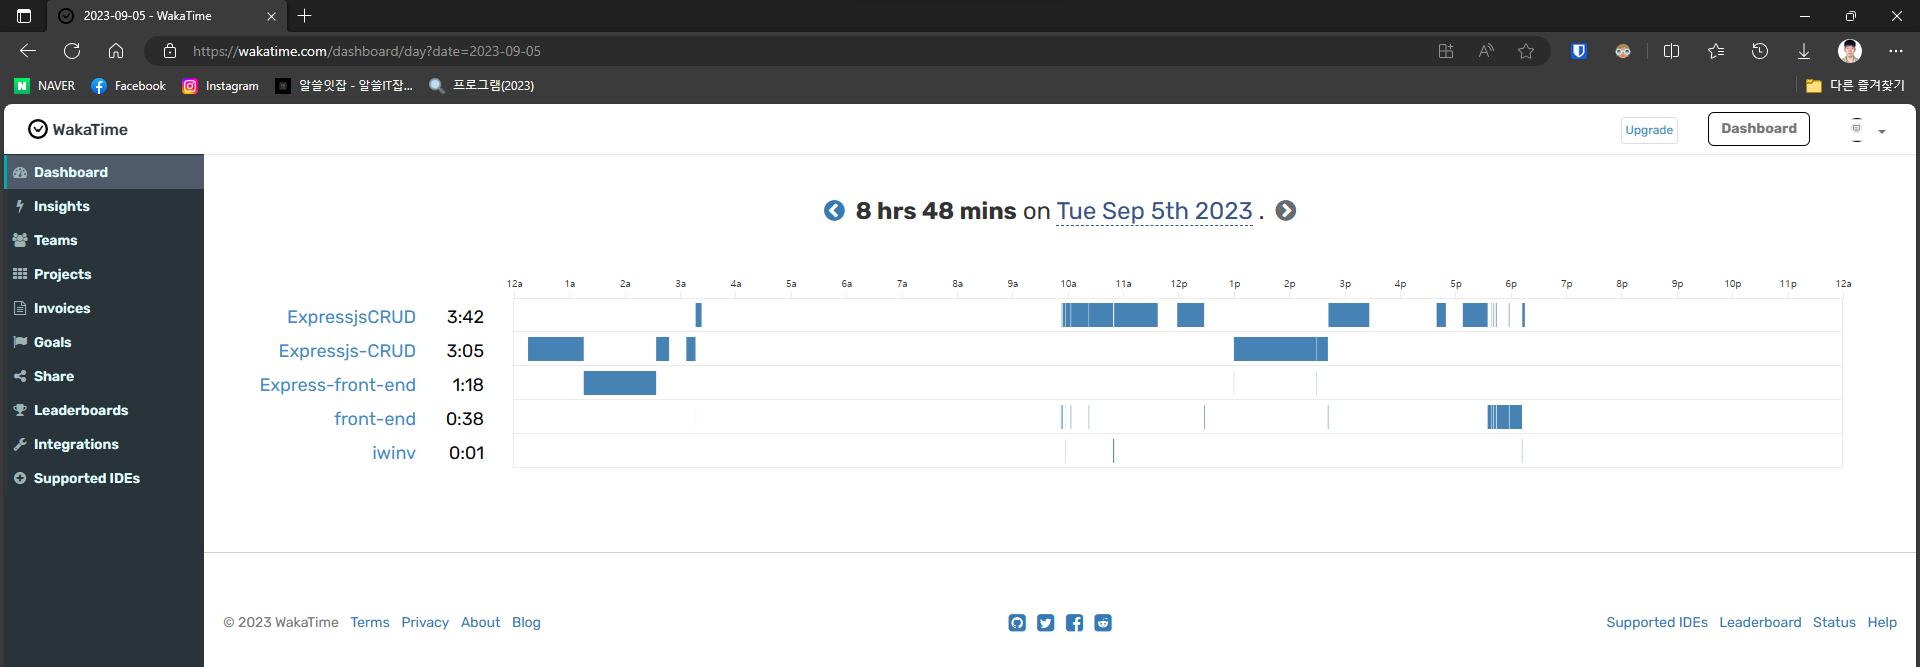 2023-09-05 - WakaTime
https://wakatime.com/dashboard/day?date=2023-09-05
NAVER Facebook Instagram 알쓸잇잡 - 알쓸IT잡... 프로그램(2023) 다른 즐겨찾기
WakaTime Upgrade Dashboard
Dashboard
Insights
Teams
Projects
Invoices
Goals
Share
Leaderboards
Integrations
Supported IDEs
8 hrs 48 mins on Tue Sep 5th 2023 .
12a 1a 2a 3a 4a 5a 6a 7a 8a 9a 10a 11a 12p 1p 2p 3p 4p 5p 6p 7p 8p 9p 10p 11p 12a
ExpressjsCRUD 3:42
Expressjs-CRUD 3:05
Express-front-end 1:18
front-end 0:38
iwinv 0:01
© 2023 WakaTime Terms Privacy About Blog Supported IDEs Leaderboard Status Help